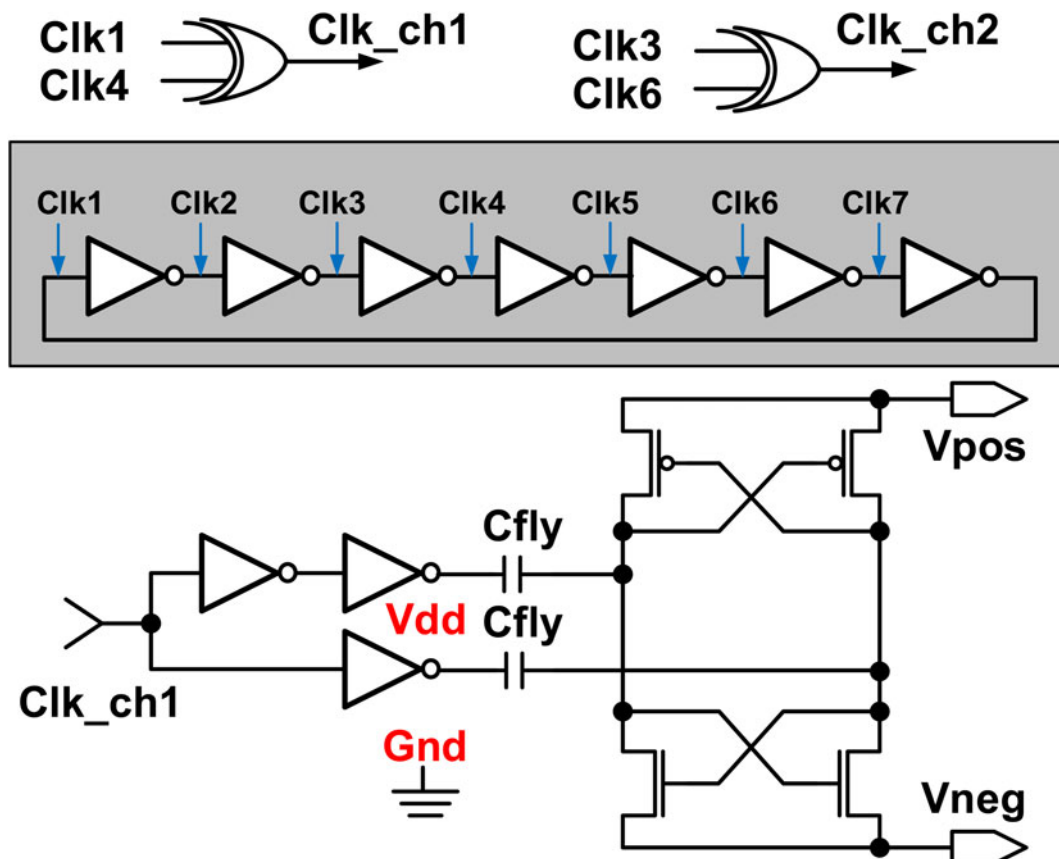 Clk1
Clk4
Clk_ch1
Clk3
Clk6
Clk_ch2
Clk1 Clk2 Clk3 Clk4 Clk5 Clk6 Clk7
Vpos
Cfly
Vdd
Cfly
Clk_ch1
Gnd
Vneg